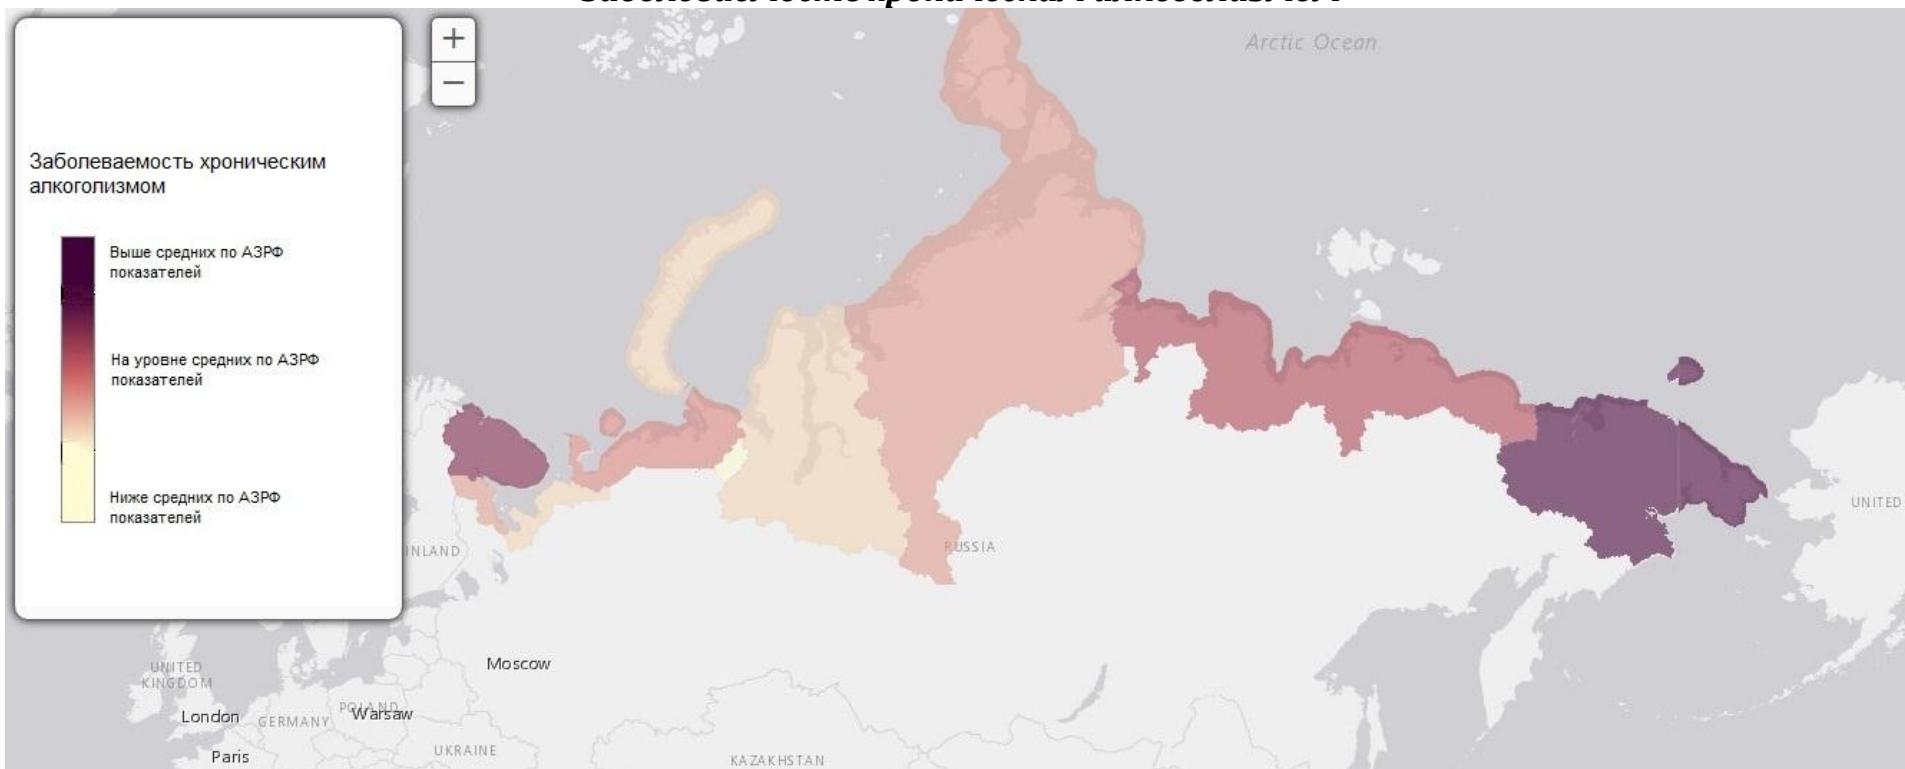 +
−
Arctic Ocean
Заболеваемость хроническим
алкоголизмом
Выше средних по АЗРФ
показателей
На уровне средних по АЗРФ
показателей
Ниже средних по АЗРФ
показателей
UNITED
INLAND
RUSSIA
Moscow
UNITED
KINGDOM
POLAND
London
GERMANY
Warsaw
UKRAINE
Paris
KAZAKHSTAN